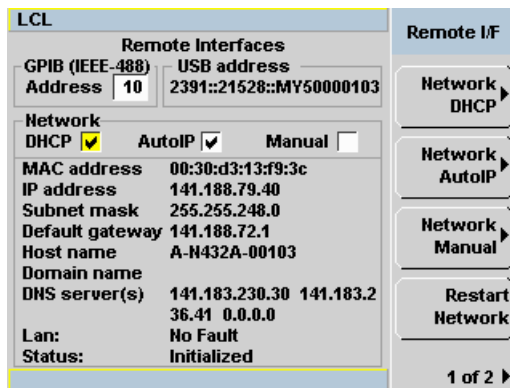 LCL
Remote Interfaces
GPIB (IEEE-488)
USB address
Address 10
2391::21528::MY50000103
Network
DHCP AutoIP Manual
MAC address 00:30:d3:13:f9:3c
IP address 141.188.79.40
Subnet mask 255.255.248.0
Default gateway 141.188.72.1
Host name A-N432A-00103
Domain name
DNS server(s) 141.183.230.30 141.183.2
36.41 0.0.0.0
Lan: No Fault
Status: Initialized
Remote I/F
Network
DHCP
Network
AutoIP
Network
Manual
Restart
Network
1 of 2